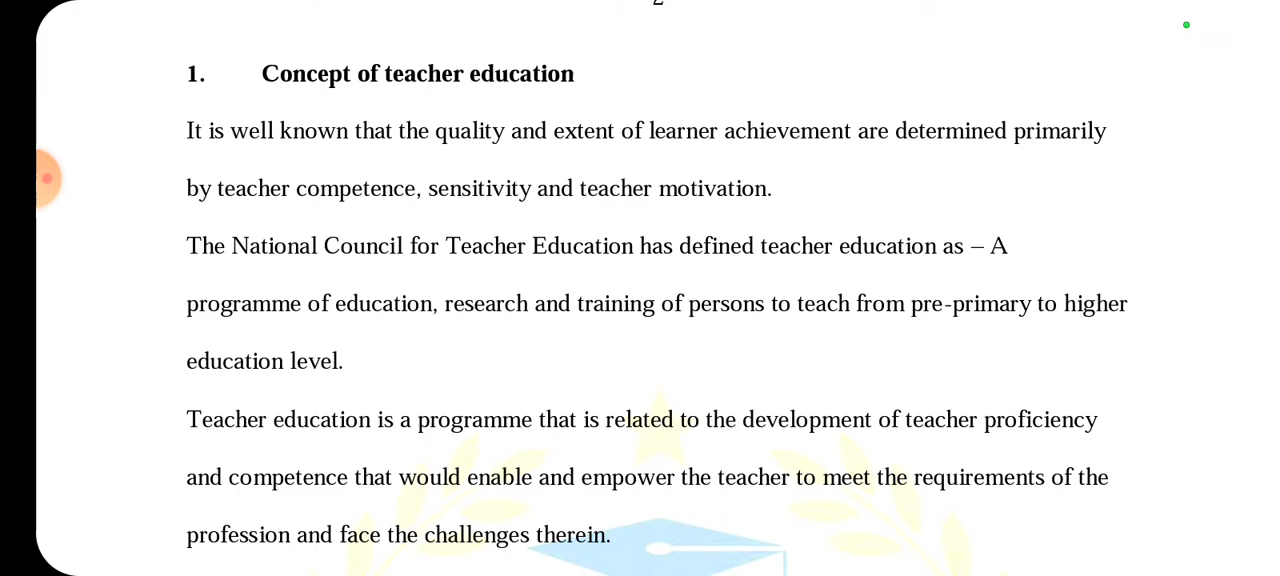 1. Concept of teacher education
It is well known that the quality and extent of learner achievement are determined primarily
by teacher competence, sensitivity and teacher motivation.
The National Council for Teacher Education has defined teacher education as – A
programme of education, research and training of persons to teach from pre-primary to higher
education level.
Teacher education is a programme that is related to the development of teacher proficiency
and competence that would enable and empower the teacher to meet the requirements of the
profession and face the challenges therein.